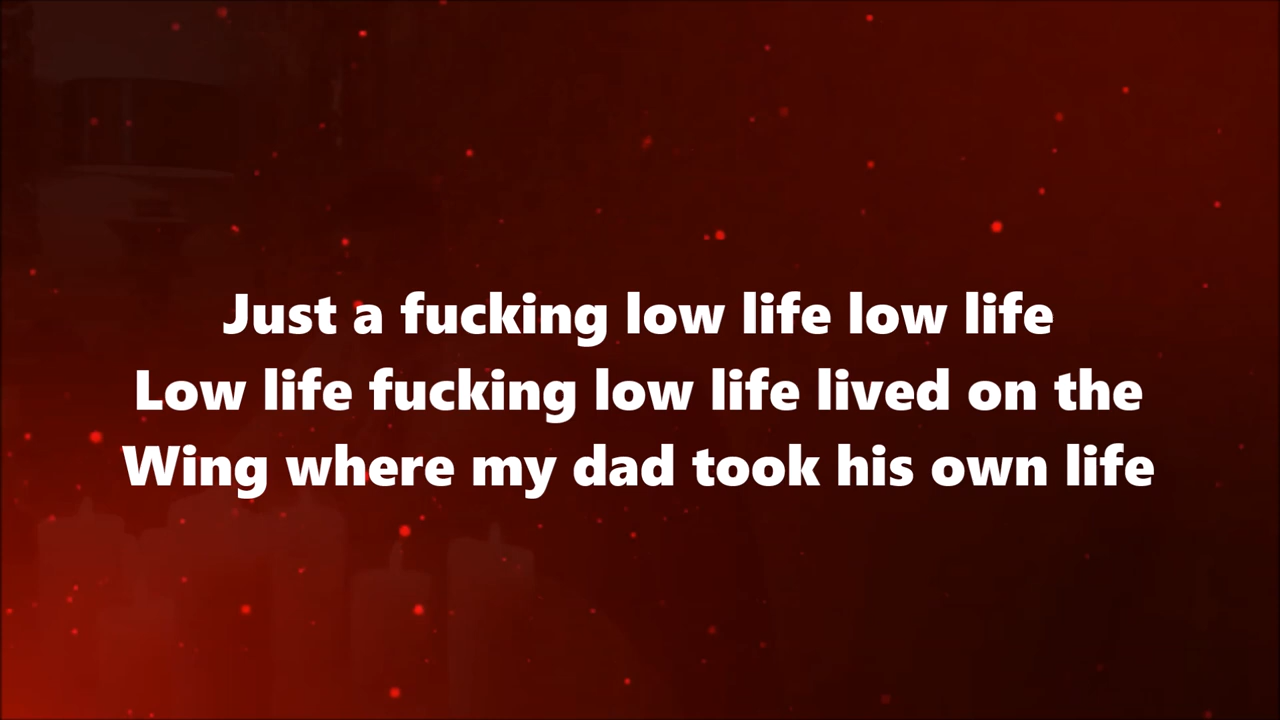 Just a fucking low life low life
Low life fucking low life lived on the
Wing where my dad took his own life